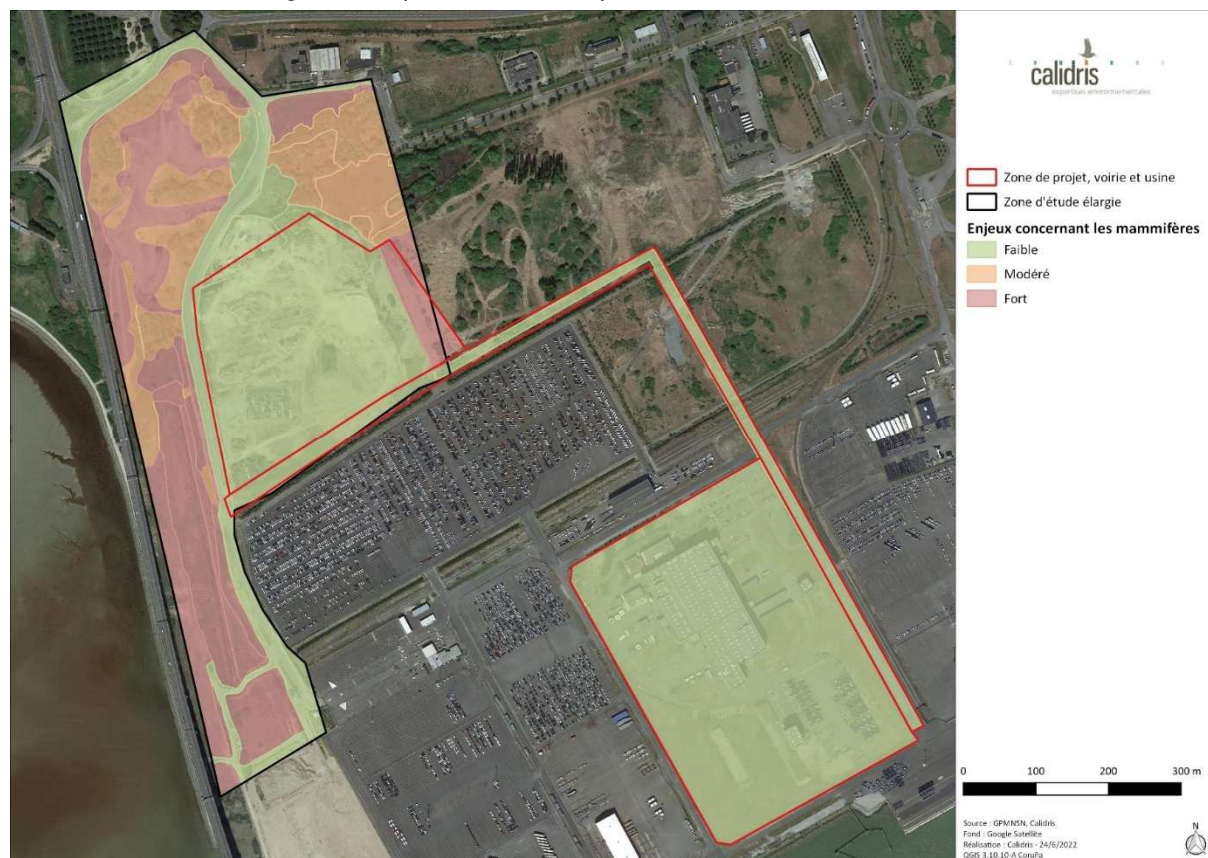 calidris
expertises environnementales
Zone de projet, voirie et usine
Zone d'étude élargie
Enjeux concernant les mammifères
Faible
Modéré
Fort
0 100 200 300 m
Source : GPMNSN, Calidris
Fond : Google Satellite
Réalisation : Calidris - 24/6/2022
QGIS 3.10.10-A Coruña
N